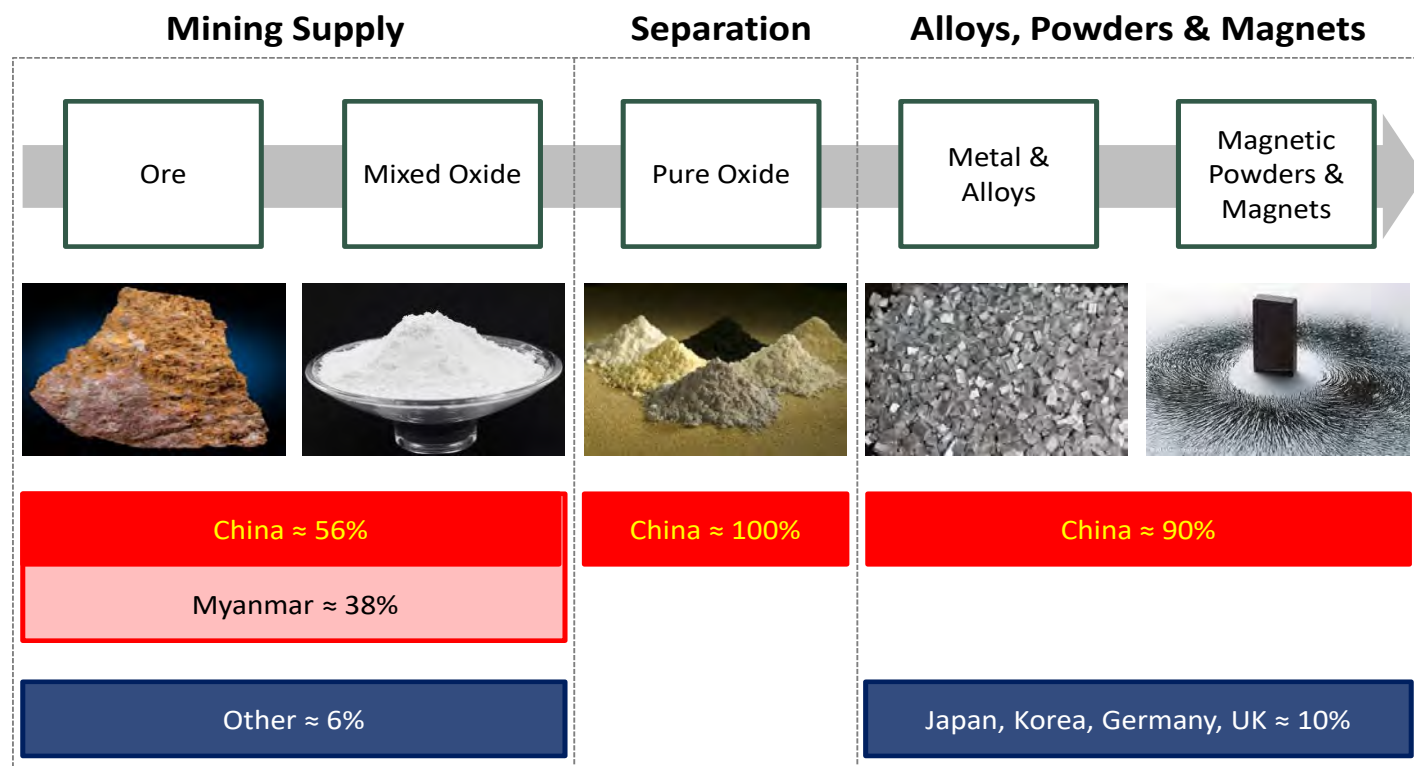 Mining Supply
Separation
Alloys, Powders & Magnets
Ore
Mixed Oxide
Pure Oxide
Metal &
Alloys
Magnetic
Powders &
Magnets
China ≈ 56%
China ≈ 100%
China ≈ 90%
Myanmar ≈ 38%
Other ≈ 6%
Japan, Korea, Germany, UK ≈ 10%